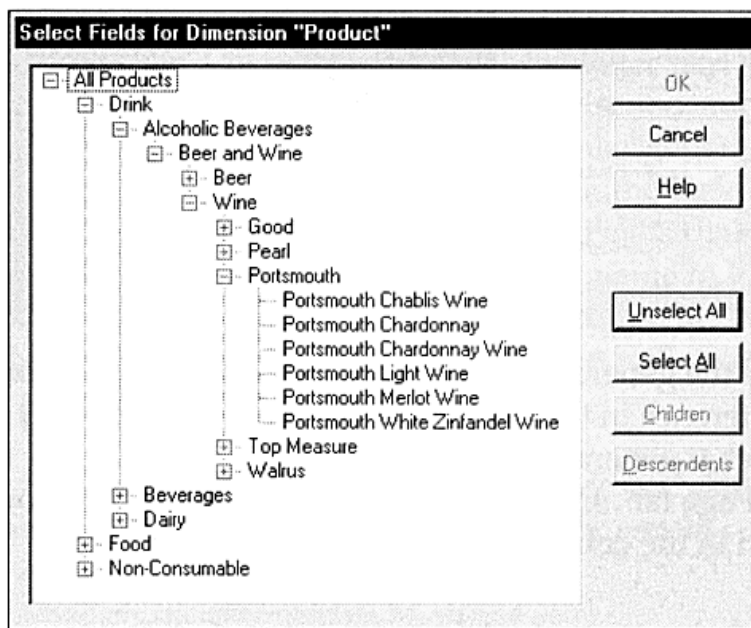 Select Fields for Dimension "Product"
All Products
Drink
Alcoholic Beverages
Beer and Wine
Beer
Wine
Good
Pearl
Portsmouth
Portsmouth Chablis Wine
Portsmouth Chardonnay
Portsmouth Chardonnay Wine
Portsmouth Light Wine
Portsmouth Merlot Wine
Portsmouth White Zinfandel Wine
Top Measure
Walrus
Beverages
Dairy
Food
Non-Consumable
OK
Cancel
Help
Unselect All
Select All
Children
Descendents